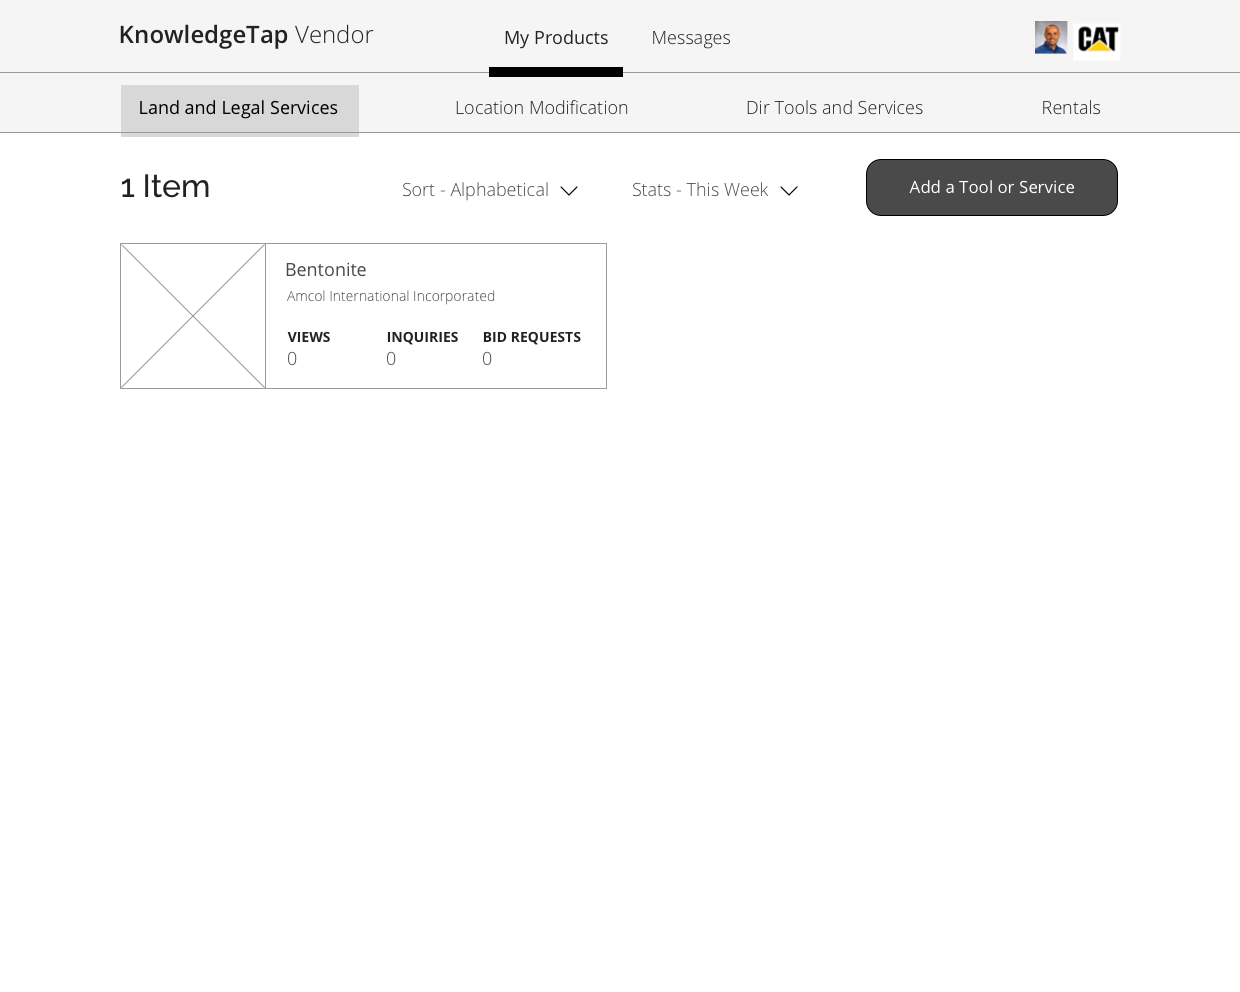 KnowledgeTap Vendor
My Products
Messages
CAT
Land and Legal Services
Location Modification
Dir Tools and Services
Rentals
1 Item
Sort - Alphabetical
Stats - This Week
Add a Tool or Service
Bentonite
Amcol International Incorporated
VIEWS INQUIRIES BID REQUESTS
0 0 0